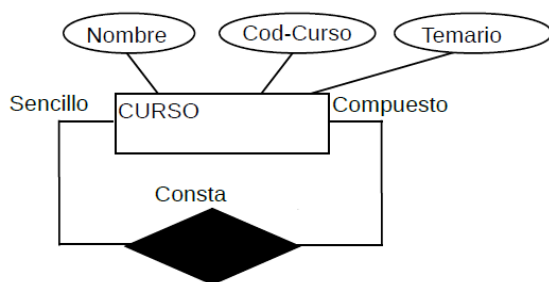 Nombre
Cod-Curso
Temario
Sencillo
CURSO
Compuesto
Consta